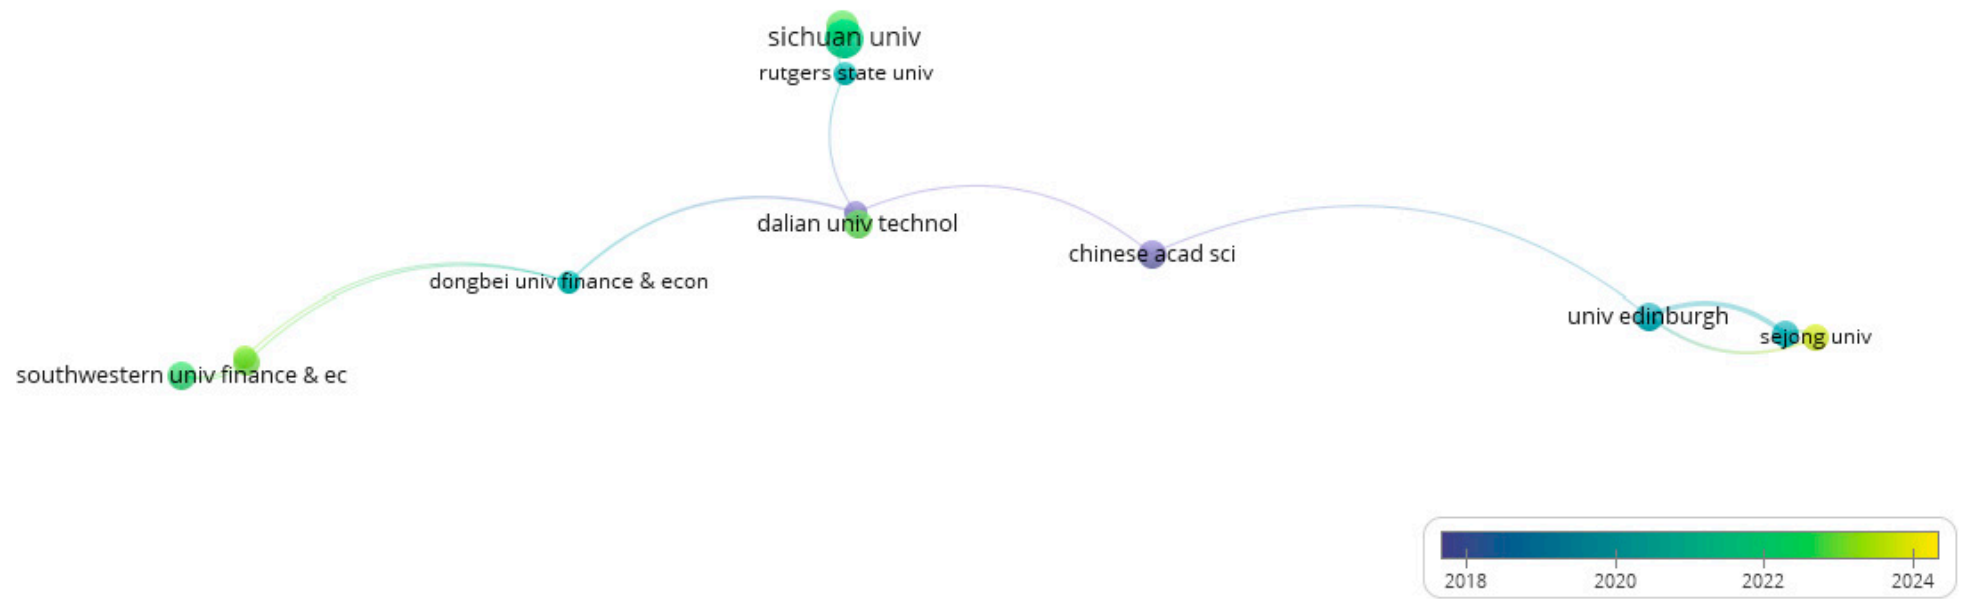 sichuan univ
rutgers state univ
dalian univ technol
chinese acad sci
dongbei univ finance & econ
univ edinburgh
sejong univ
southwestern univ finance & ec
2018 2020 2022 2024